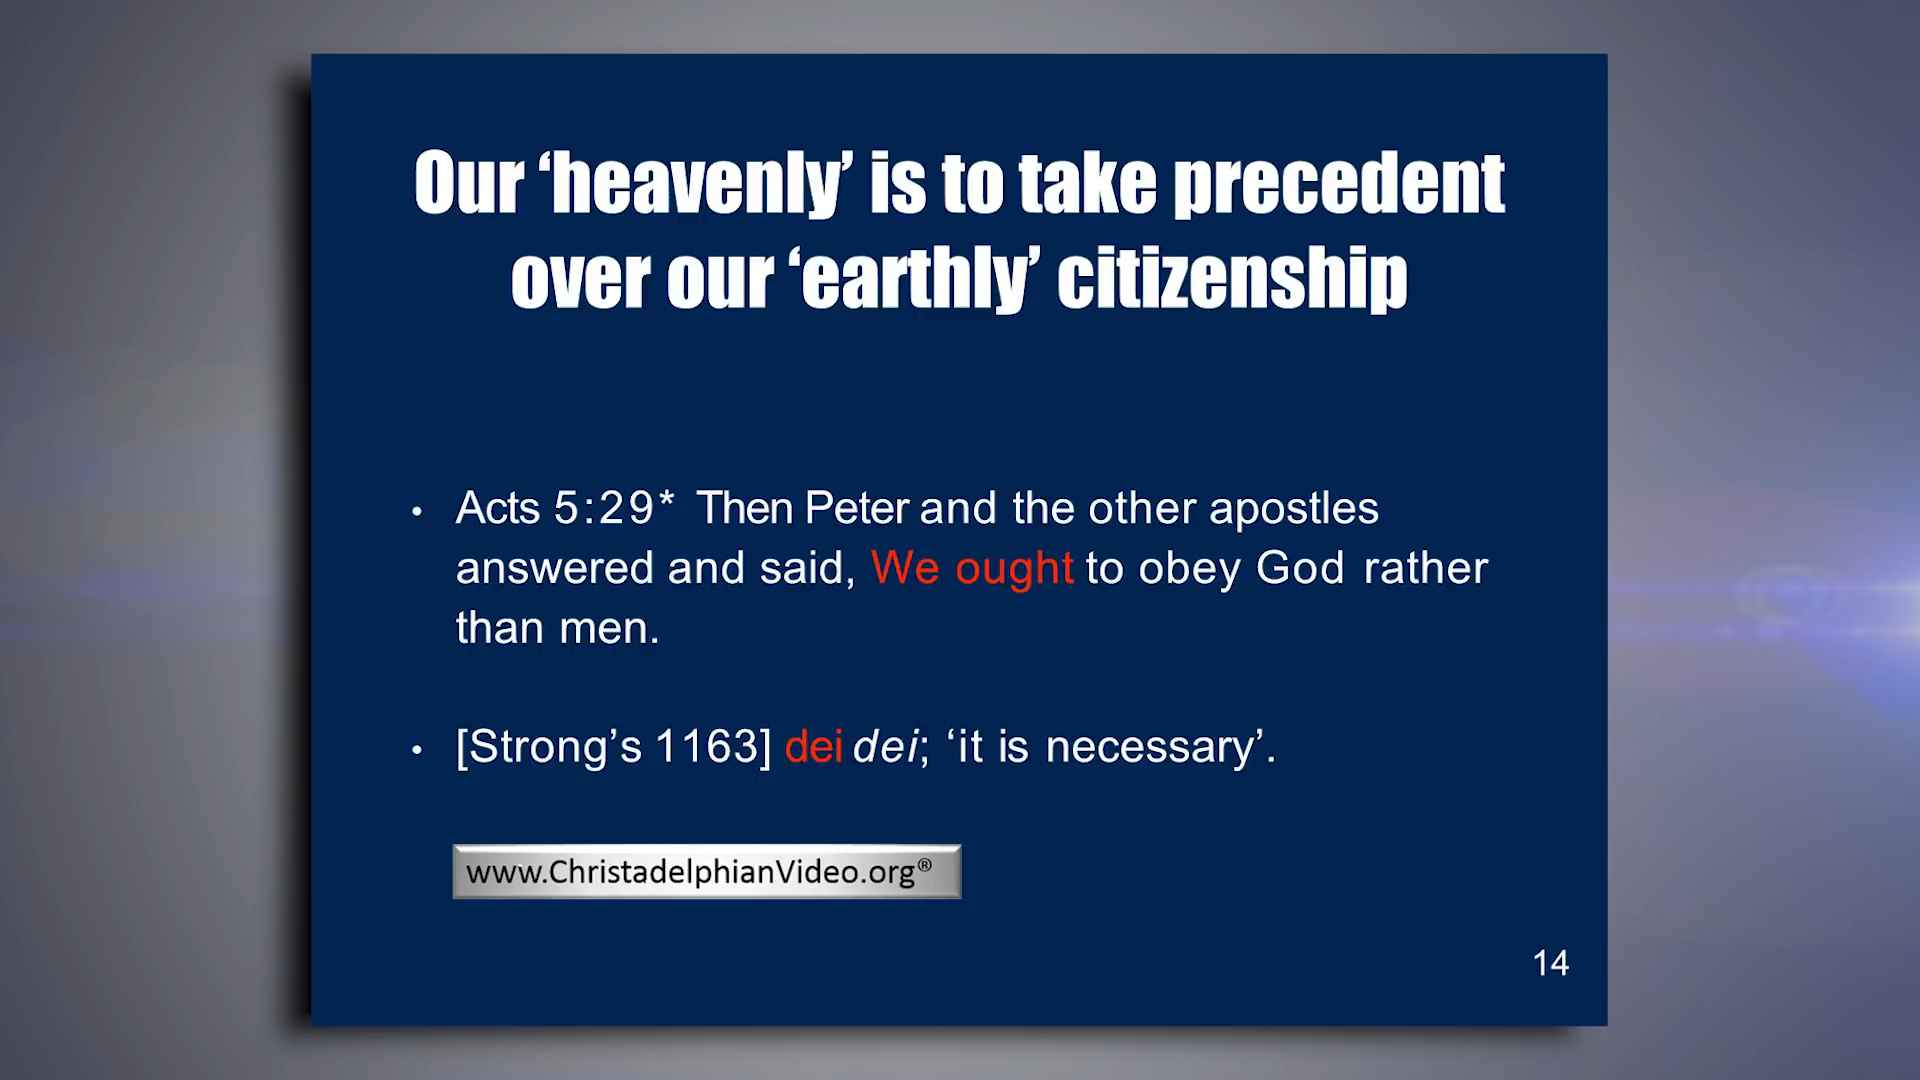 Our ‘heavenly’ is to take precedent
over our ‘earthly’ citizenship
• Acts 5:29* Then Peter and the other apostles
answered and said, We ought to obey God rather
than men.
• [Strong’s 1163] dei dei; ‘it is necessary’.
www.ChristadelphianVideo.org®
14